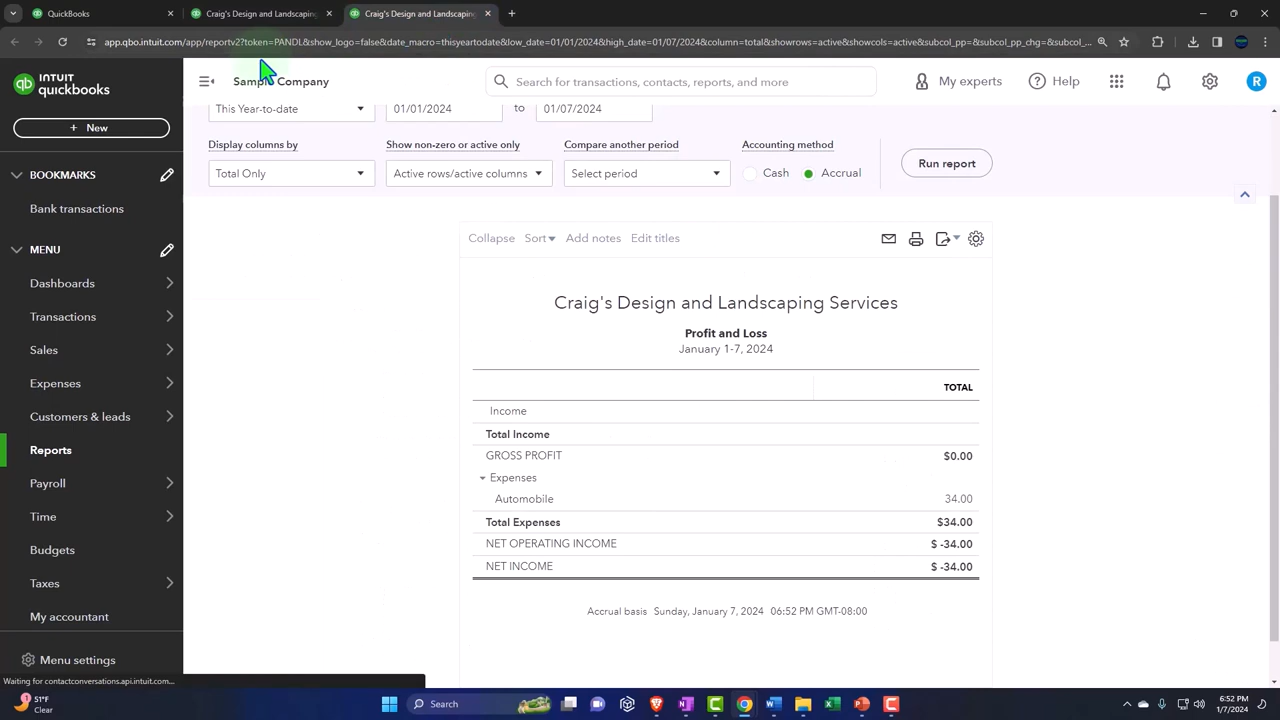 QuickBooks
Craig's Design and Landscaping
Craig's Design and Landscaping
app.qbo.intuit.com/app/reportv2?token=PANDL&show_logo=false&date_macro=thisyeartodate&low_date=01/01/2024&high_date=01/07/2024&column=total&showrows=active&showcols=active&subcol_pp=&subcol_pp_chg=&subcol_...
INTUIT
quickbooks
Sample Company
Search for transactions, contacts, reports, and more
My experts
Help
R
+ New
This Year-to-date
01/01/2024
to
01/07/2024
Display columns by
Show non-zero or active only
Compare another period
Accounting method
Total Only
Active rows/active columns
Select period
Cash
Accrual
Run report
BOOKMARKS
Bank transactions
MENU
Dashboards
Transactions
Sales
Expenses
Customers & leads
Reports
Payroll
Time
Budgets
Taxes
My accountant
Menu settings
Collapse
Sort
Add notes
Edit titles
Craig's Design and Landscaping Services
Profit and Loss
January 1-7, 2024
TOTAL
Income
Total Income
GROSS PROFIT $0.00
Expenses
Automobile 34.00
Total Expenses $34.00
NET OPERATING INCOME $ -34.00
NET INCOME $ -34.00
Accrual basis Sunday, January 7, 2024 06:52 PM GMT-08:00
Waiting for contactconversations.api.intuit.com...
51°F
Clear
Search
6:52 PM
1/7/2024